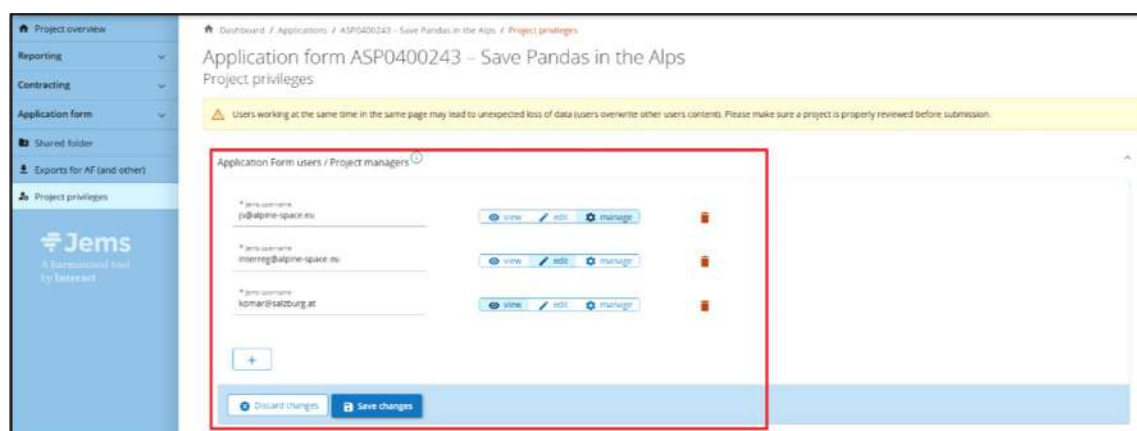 Project overview
Reporting
Contracting
Application form
Shared folder
Exports for AF (and other)
Project privileges
Jems
A harmonised tool
by Interact
Dashboard / Applications / ASP0400243 – Save Pandas in the Alps / Project privileges
Application form ASP0400243 – Save Pandas in the Alps
Project privileges
Users working at the same time in the same page may lead to unexpected loss of data (users overwrite other users content). Please make sure a project is properly reviewed before submission.
Application Form users / Project managers
* Jems username
js@alpine-space.eu
view edit manage
* Jems username
interreg@alpine-space.eu
view edit manage
* Jems username
komar@salzburg.at
view edit manage
+
Discard changes Save changes